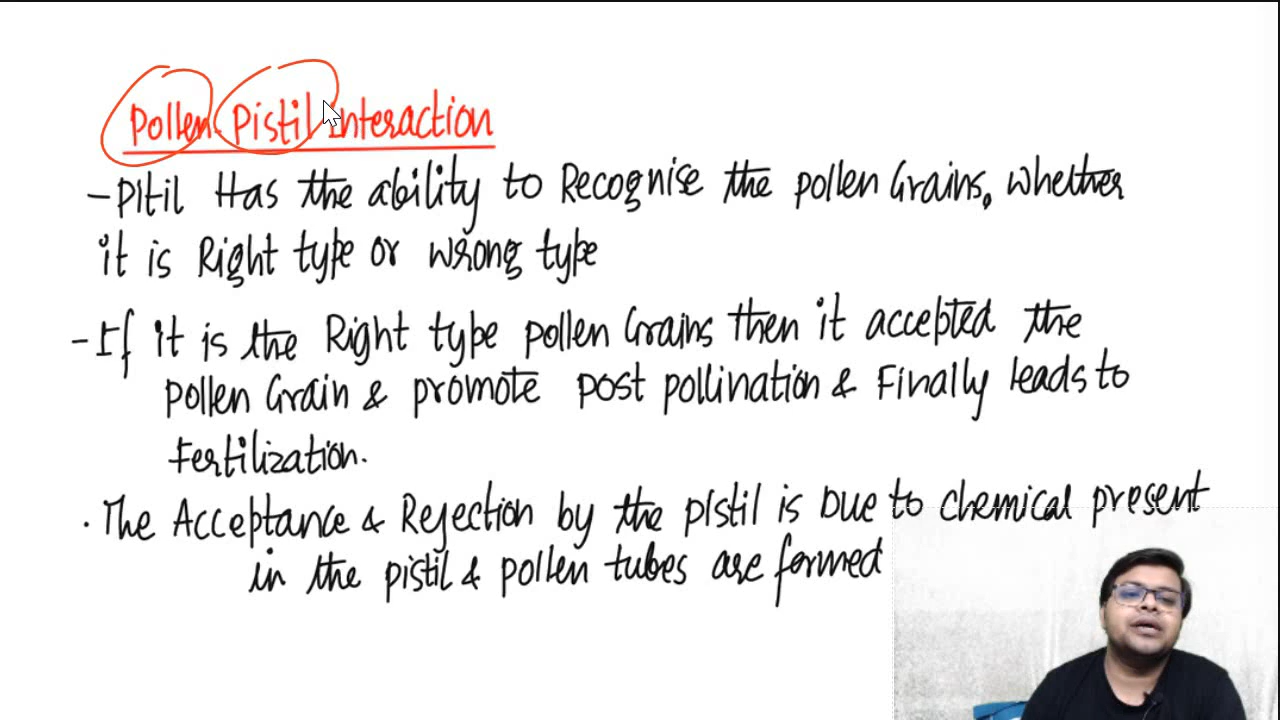 Pollen-Pistil Interaction
- Pitil Has the ability to Recognise the pollen Grains, whether
it is Right type or wrong type
- If it is the Right type pollen Grains then it accepted the
pollen Grain & promote post pollination & Finally leads to
Fertilization.
. The Acceptance & Rejection by the pistil is Due to chemical present
in the pistil & pollen tubes are formed